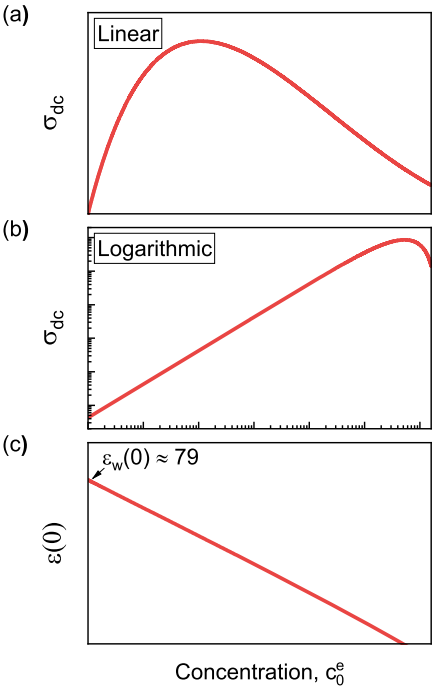 (a)
Linear
σdc
(b)
Logarithmic
σdc
(c)
εw(0) ≈ 79
ε(0)
Concentration, c₀ᵉ